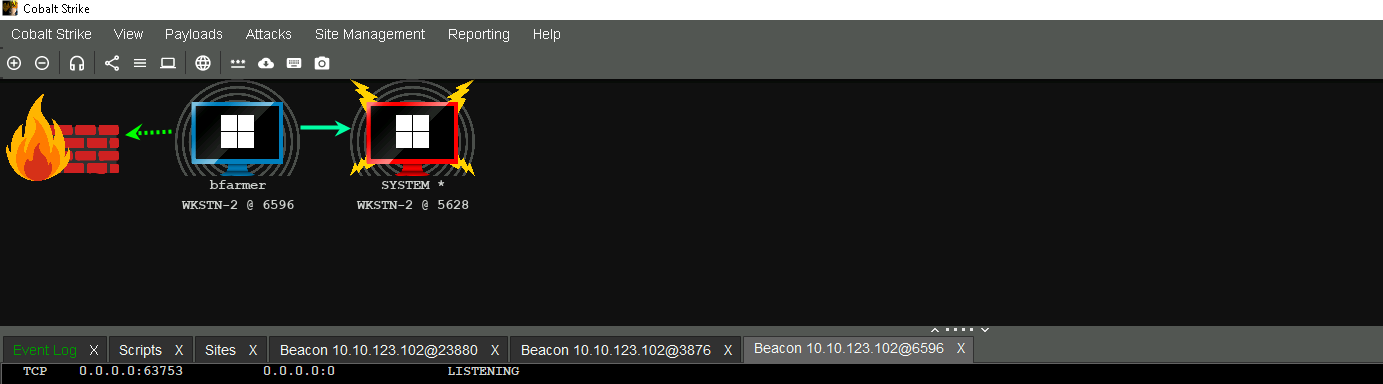 Cobalt Strike
Cobalt Strike View Payloads Attacks Site Management Reporting Help
bfarmer SYSTEM *
WKSTN-2 @ 6596 WKSTN-2 @ 5628
Event Log X Scripts X Sites X Beacon 10.10.123.102@23880 X Beacon 10.10.123.102@3876 X Beacon 10.10.123.102@6596 X
TCP 0.0.0.0:63753 0.0.0.0:0 LISTENING